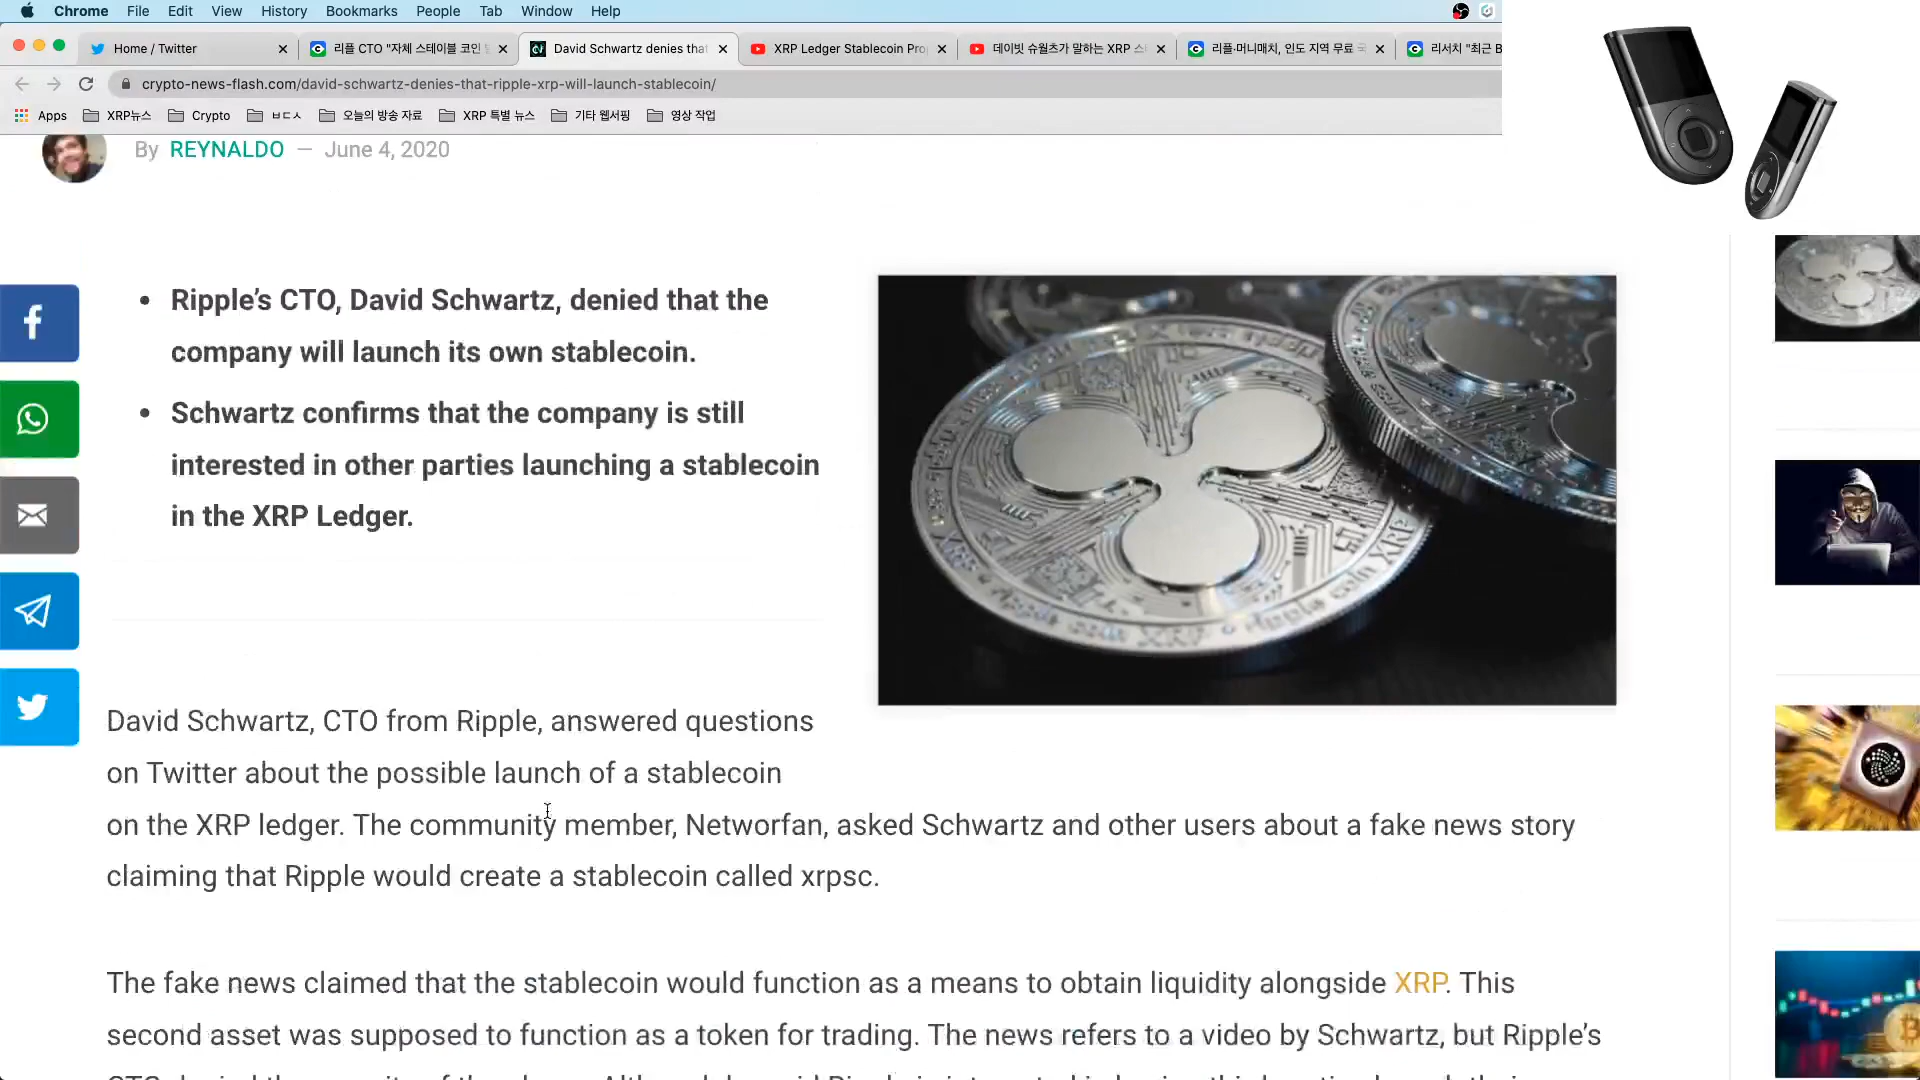 Chrome File Edit View History Bookmarks People Tab Window Help
Home / Twitter
리플 CTO "자체 스테이블 코인
David Schwartz denies that
XRP Ledger Stablecoin Pro
데이빗 슈월츠가 말하는 XRP 스
리플-머니매치, 인도 지역 무료
리서치 "최근 B
crypto-news-flash.com/david-schwartz-denies-that-ripple-xrp-will-launch-stablecoin/
Apps XRP뉴스 Crypto ㅂㄷㅅ 오늘의 방송 자료 XRP 특별 뉴스 기타 웹서핑 영상 작업
By REYNALDO — June 4, 2020
• Ripple's CTO, David Schwartz, denied that the
company will launch its own stablecoin.
• Schwartz confirms that the company is still
interested in other parties launching a stablecoin
in the XRP Ledger.
David Schwartz, CTO from Ripple, answered questions
on Twitter about the possible launch of a stablecoin
on the XRP ledger. The community member, Networfan, asked Schwartz and other users about a fake news story
claiming that Ripple would create a stablecoin called xrpsc.
The fake news claimed that the stablecoin would function as a means to obtain liquidity alongside XRP. This
second asset was supposed to function as a token for trading. The news refers to a video by Schwartz, but Ripple's